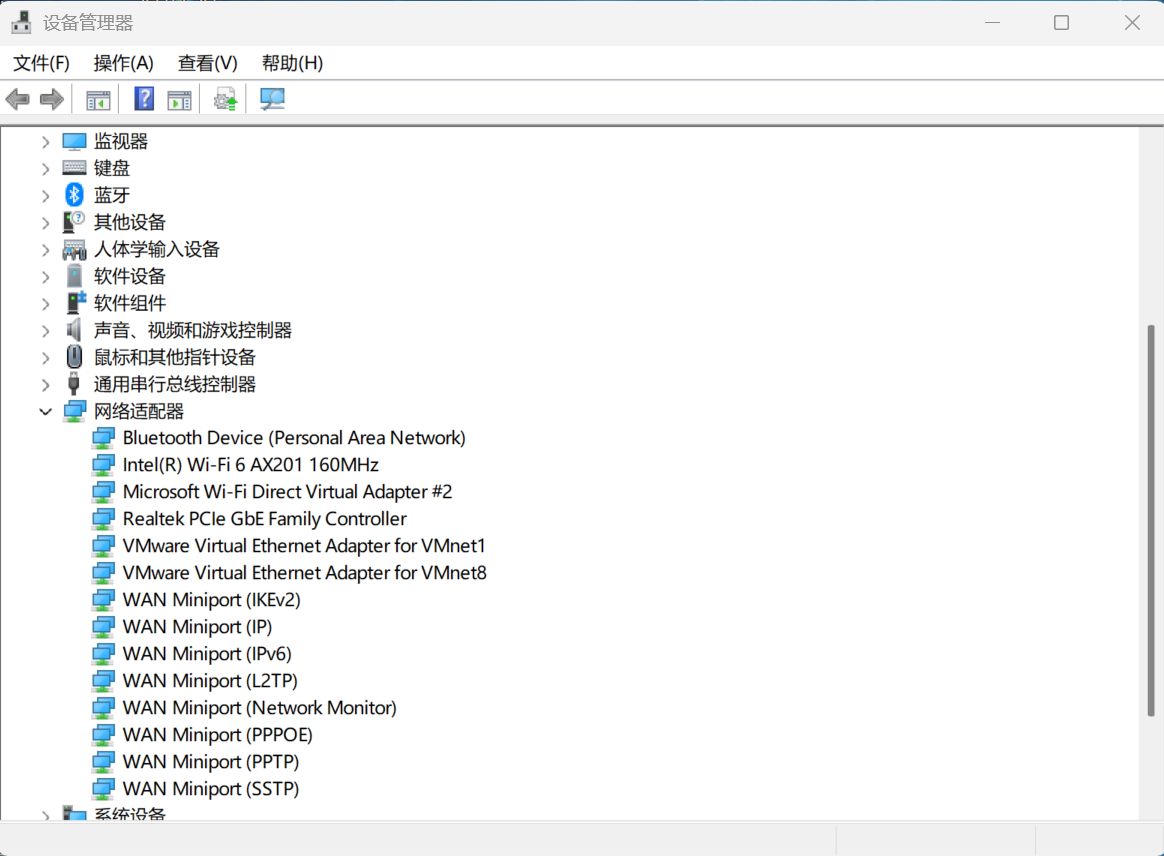 设备管理器
文件(F) 操作(A) 查看(V) 帮助(H)
监视器
键盘
蓝牙
其他设备
人体学输入设备
软件设备
软件组件
声音、视频和游戏控制器
鼠标和其他指针设备
通用串行总线控制器
网络适配器
Bluetooth Device (Personal Area Network)
Intel(R) Wi-Fi 6 AX201 160MHz
Microsoft Wi-Fi Direct Virtual Adapter #2
Realtek PCIe GbE Family Controller
VMware Virtual Ethernet Adapter for VMnet1
VMware Virtual Ethernet Adapter for VMnet8
WAN Miniport (IKEv2)
WAN Miniport (IP)
WAN Miniport (IPv6)
WAN Miniport (L2TP)
WAN Miniport (Network Monitor)
WAN Miniport (PPPOE)
WAN Miniport (PPTP)
WAN Miniport (SSTP)
系统设备